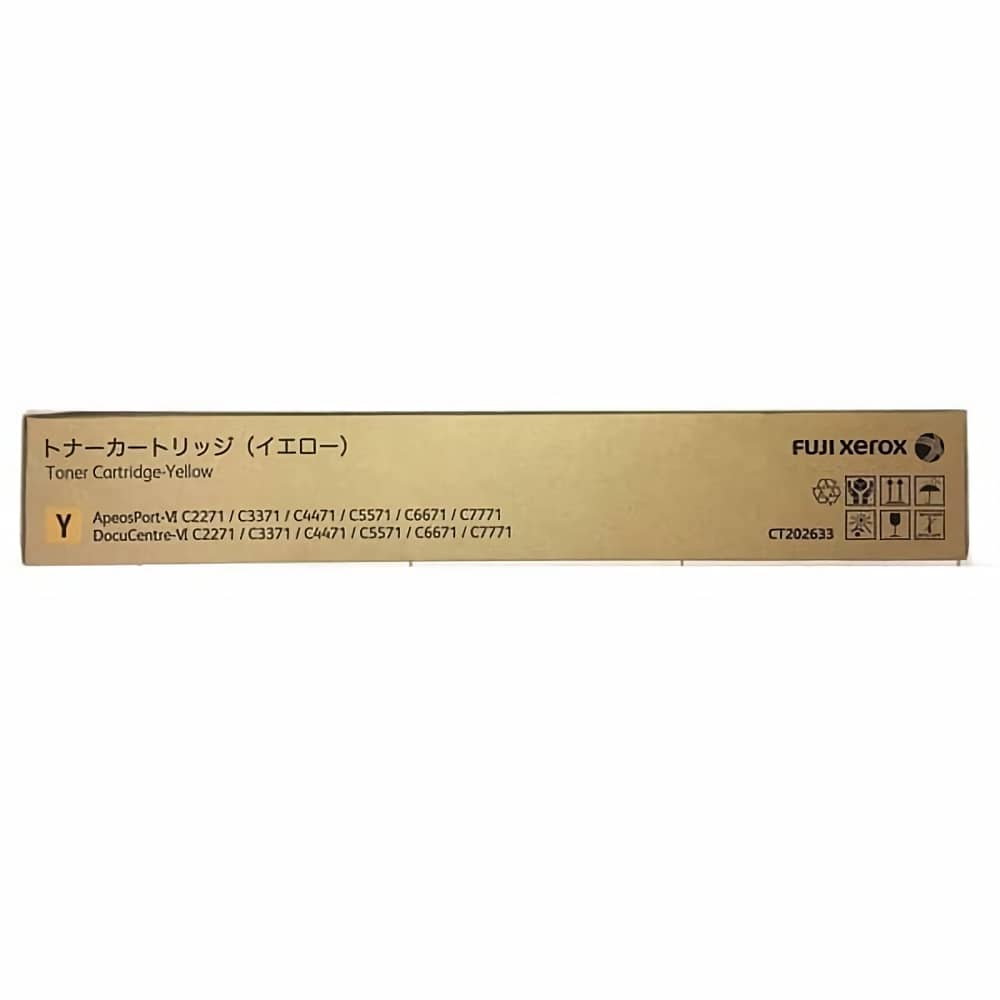 トナーカートリッジ（イエロー）
Toner Cartridge-Yellow
FUJI xerox
Y
ApeosPort-VI C2271 / C3371 / C4471 / C5571 / C6671 / C7771
DocuCentre-VI C2271 / C3371 / C4471 / C5571 / C6671 / C7771
CT202633